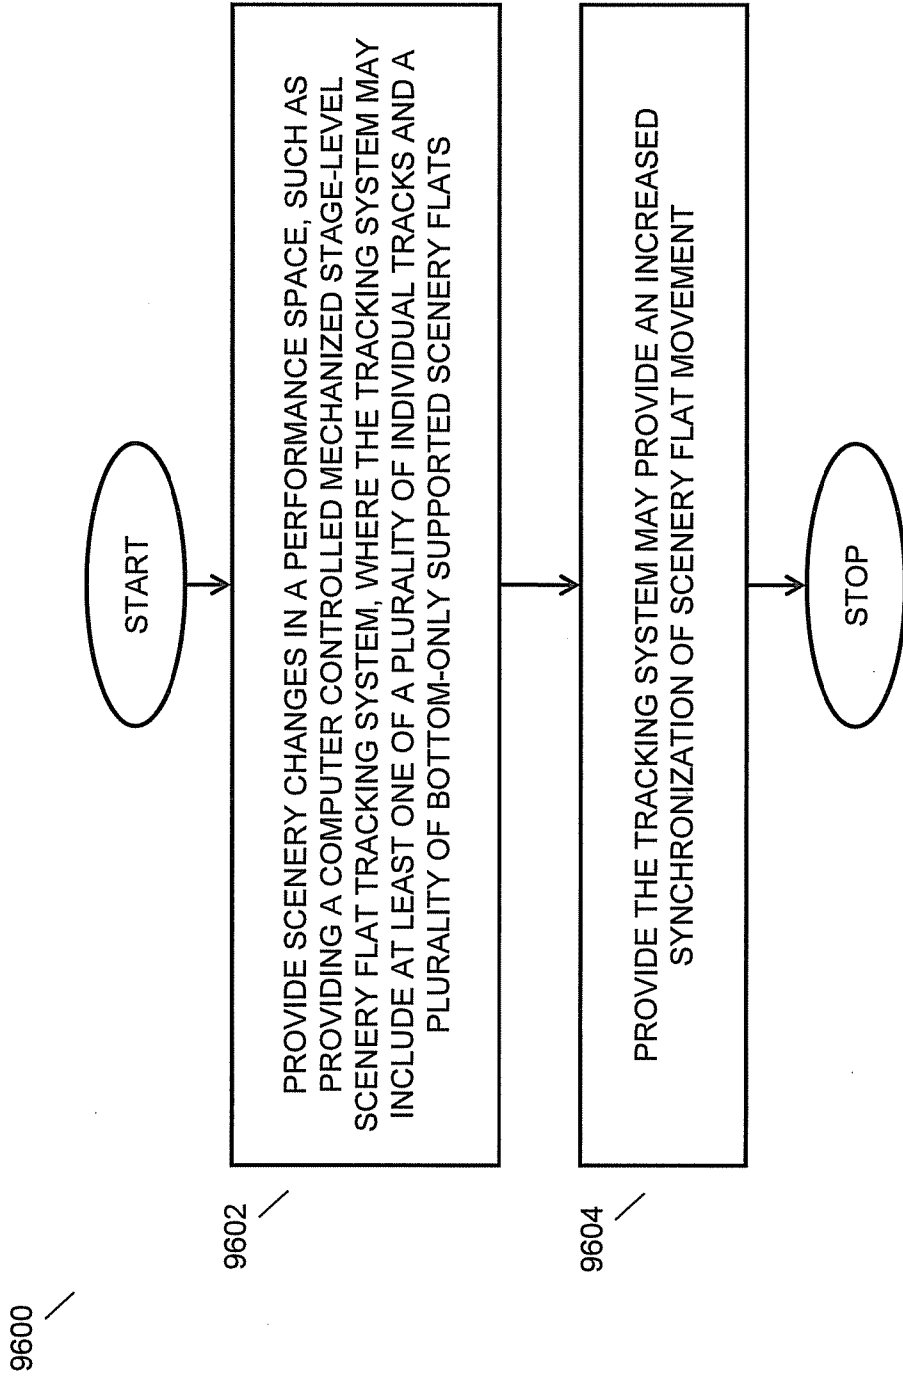 9600
START
9602
PROVIDE SCENERY CHANGES IN A PERFORMANCE SPACE, SUCH AS
PROVIDING A COMPUTER CONTROLLED MECHANIZED STAGE-LEVEL
SCENERY FLAT TRACKING SYSTEM, WHERE THE TRACKING SYSTEM MAY
INCLUDE AT LEAST ONE OF A PLURALITY OF INDIVIDUAL TRACKS AND A
PLURALITY OF BOTTOM-ONLY SUPPORTED SCENERY FLATS
9604
PROVIDE THE TRACKING SYSTEM MAY PROVIDE AN INCREASED
SYNCHRONIZATION OF SCENERY FLAT MOVEMENT
STOP